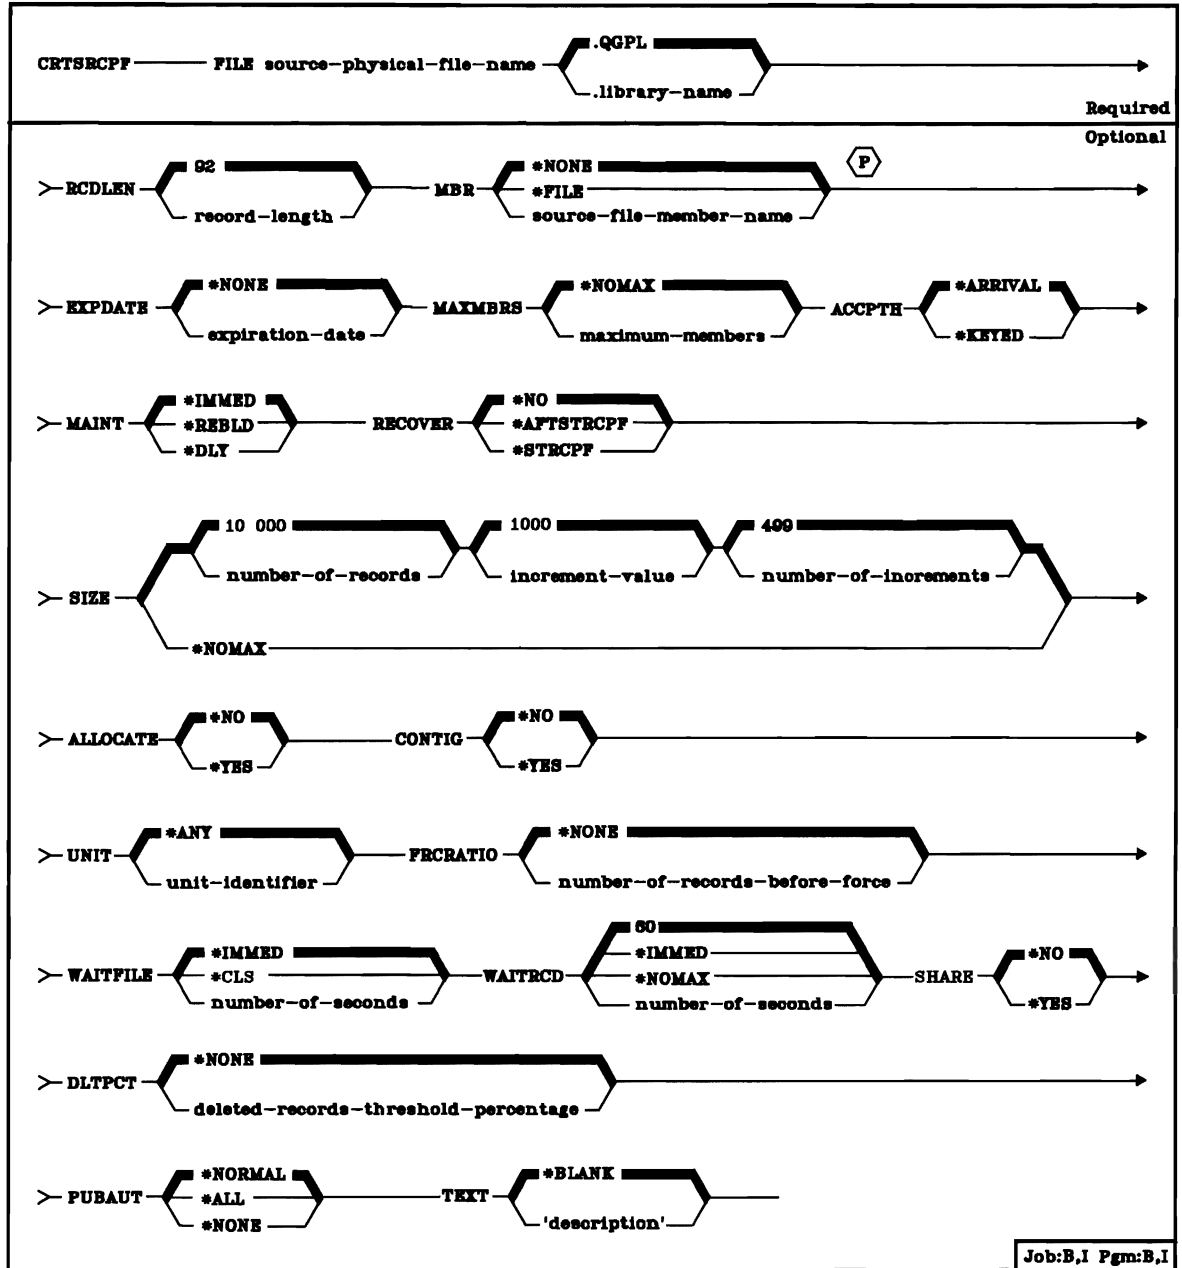 .QGPL
CRTSRCPF FILE source-physical-file-name
.library-name
Required
Optional
92 *NONE P
RCDLEN MBR *FILE
record-length source-file-member-name
*NONE *NOMAX *ARRIVAL
EXPDATE MAXMBRS ACCPTH
expiration-date maximum-members *KEYED
*IMMED *NO
MAINT *REBLD RECOVER *AFTSTRCPF
*DLY *STRCPF
10 000 1000 499
number-of-records increment-value number-of-increments
SIZE
*NOMAX
*NO *NO
ALLOCATE CONTIG
*YES *YES
*ANY *NONE
UNIT FRCRATIO
unit-identifier number-of-records-before-force
60
*IMMED *IMMED *NO
WAITFILE *CLS WAITRCD *NOMAX SHARE
number-of-seconds number-of-seconds *YES
*NONE
DLTPCT
deleted-records-threshold-percentage
*NORMAL *BLANK
PUBAUT *ALL TEXT
*NONE 'description'
Job:B,I Pgm:B,I